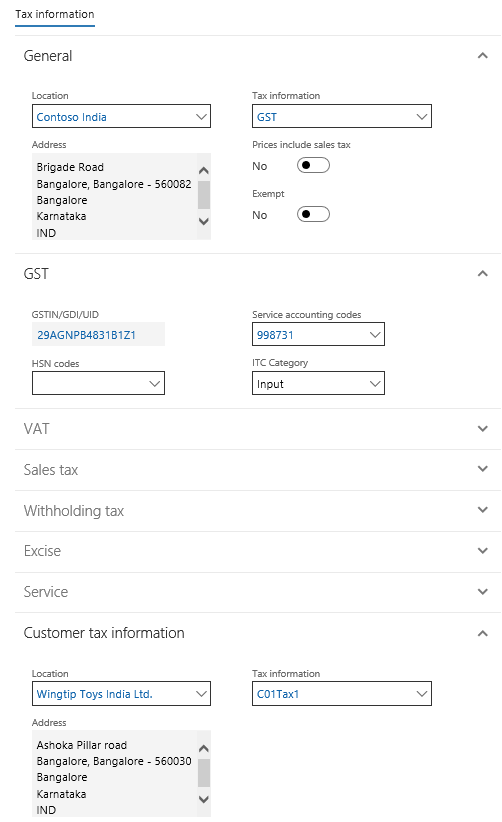 Tax information
General
Location
Contoso India
Tax information
GST
Address
Brigade Road
Bangalore, Bangalore - 560082
Bangalore
Karnataka
IND
Prices include sales tax
No
Exempt
No
GST
GSTIN/GDI/UID
29AGNPB4831B1Z1
Service accounting codes
998731
HSN codes
ITC Category
Input
VAT
Sales tax
Withholding tax
Excise
Service
Customer tax information
Location
Wingtip Toys India Ltd.
Tax information
C01Tax1
Address
Ashoka Pillar road
Bangalore, Bangalore - 560030
Bangalore
Karnataka
IND